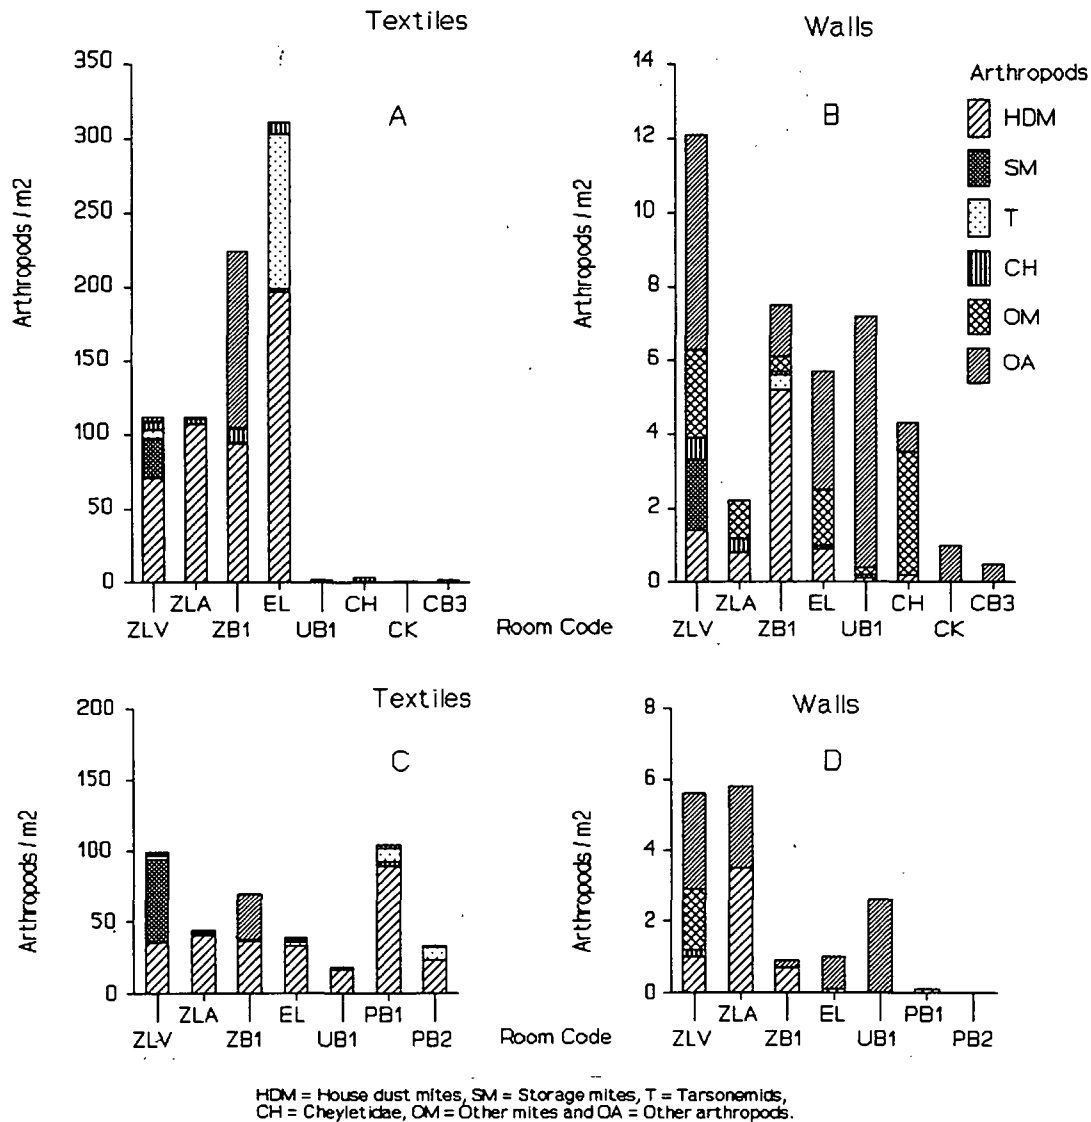 Textiles
350
300
250
200
150
100
50
0
Arthropods / m2
A
ZLV
ZLA
ZB1
EL
UB1
CH
CK
CB3
Room Code
Walls
14
12
10
8
6
4
2
0
Arthropods / m2
B
ZLV
ZLA
ZB1
EL
UB1
CH
CK
CB3
Arthropods
HDM
SM
T
CH
OM
OA
Textiles
200
150
100
50
0
Arthropods / m2
C
ZLV
ZLA
ZB1
EL
UB1
PB1
PB2
Room Code
Walls
8
6
4
2
0
Arthropods / m2
D
ZLV
ZLA
ZB1
EL
UB1
PB1
PB2
HDM = House dust mites, SM = Storage mites, T = Tarsonemids,
CH = Cheyletidae, OM = Other mites and OA = Other arthropods.